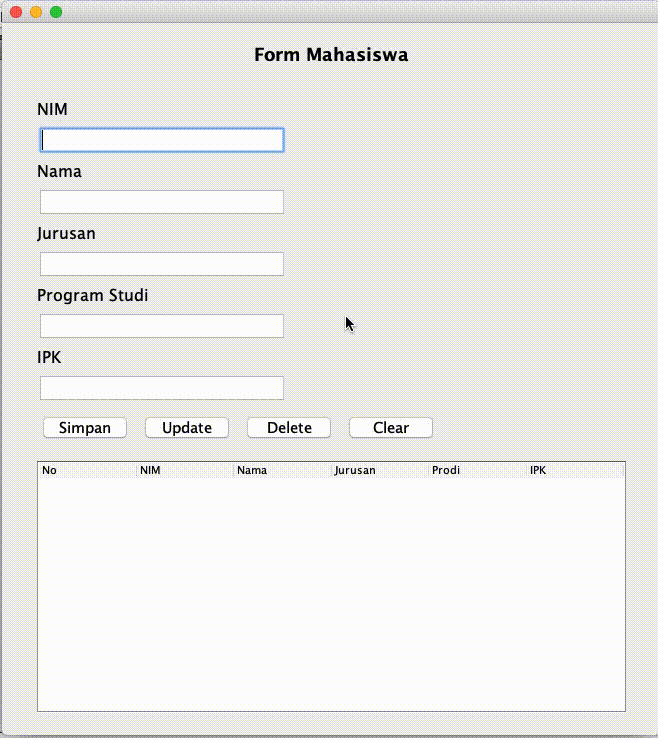 Form Mahasiswa
NIM
Nama
Jurusan
Program Studi
IPK
Simpan Update Delete Clear
No NIM Nama Jurusan Prodi IPK